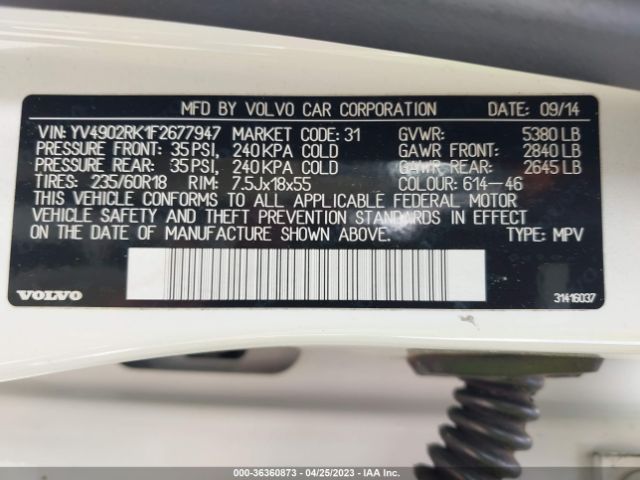 MFD BY VOLVO CAR CORPORATION DATE: 09/14
VIN: YV4902RK1F2677947 MARKET CODE: 31 GVWR: 5380 LB
PRESSURE FRONT: 35 PSI, 240 KPA COLD GAWR FRONT: 2840 LB
PRESSURE REAR: 35 PSI, 240 KPA COLD GAWR REAR: 2645 LB
TIRES: 235/60R18 RIM: 7.5Jx18x55 COLOUR: 614-46
THIS VEHICLE CONFORMS TO ALL APPLICABLE FEDERAL MOTOR
VEHICLE SAFETY AND THEFT PREVENTION STANDARDS IN EFFECT
ON THE DATE OF MANUFACTURE SHOWN ABOVE. TYPE: MPV
VOLVO 31416037
000-36360873 - 04/25/2023 - IAA Inc.